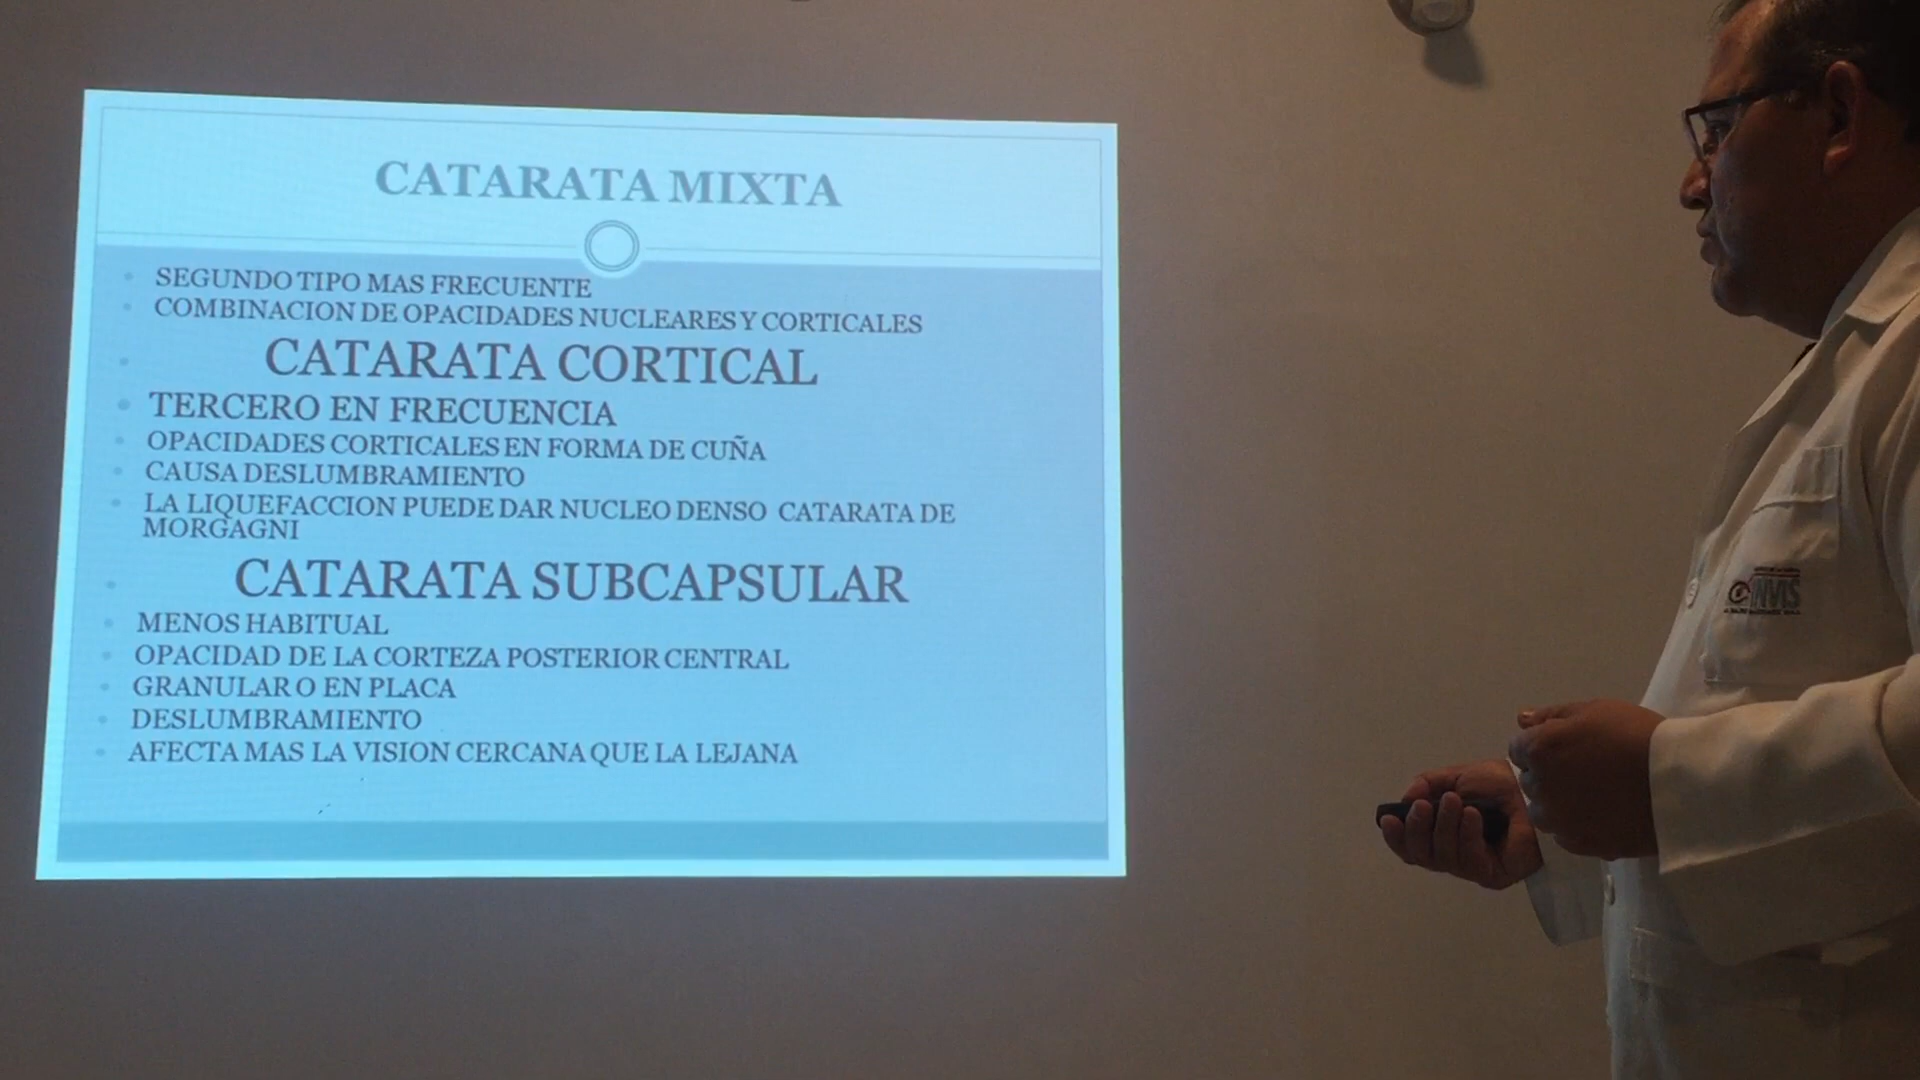 CATARATA MIXTA
SEGUNDO TIPO MAS FRECUENTE
COMBINACION DE OPACIDADES NUCLEARES Y CORTICALES
CATARATA CORTICAL
TERCERO EN FRECUENCIA
OPACIDADES CORTICALES EN FORMA DE CUÑA
CAUSA DESLUMBRAMIENTO
LA LIQUEFACCION PUEDE DAR NUCLEO DENSO CATARATA DE
MORGAGNI
CATARATA SUBCAPSULAR
MENOS HABITUAL
OPACIDAD DE LA CORTEZA POSTERIOR CENTRAL
GRANULAR O EN PLACA
DESLUMBRAMIENTO
AFECTA MAS LA VISION CERCANA QUE LA LEJANA
INVIS